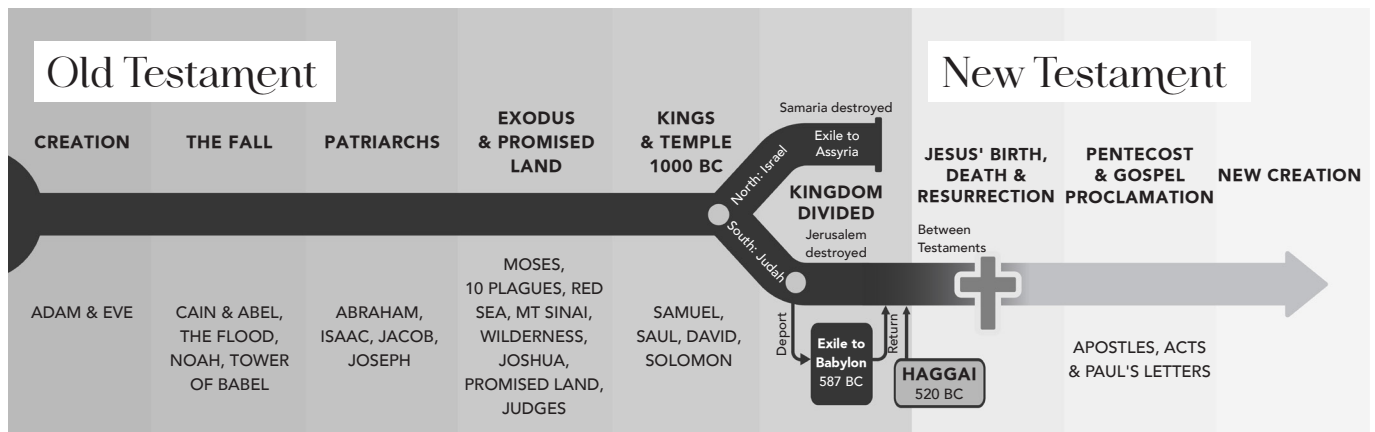 Old Testament
New Testament
CREATION
ADAM & EVE
THE FALL
CAIN & ABEL,
THE FLOOD,
NOAH, TOWER
OF BABEL
PATRIARCHS
ABRAHAM,
ISAAC, JACOB,
JOSEPH
EXODUS
& PROMISED
LAND
MOSES,
10 PLAGUES, RED
SEA, MT SINAI,
WILDERNESS,
JOSHUA,
PROMISED LAND,
JUDGES
KINGS
& TEMPLE
1000 BC
SAMUEL,
SAUL, DAVID,
SOLOMON
Samaria destroyed
Exile to
Assyria
North: Israel
KINGDOM
DIVIDED
South: Judah
Jerusalem
destroyed
Deport
Exile to
Babylon
587 BC
Return
HAGGAI
520 BC
JESUS' BIRTH,
DEATH &
RESURRECTION
Between
Testaments
PENTECOST
& GOSPEL
PROCLAMATION
APOSTLES, ACTS
& PAUL'S LETTERS
NEW CREATION